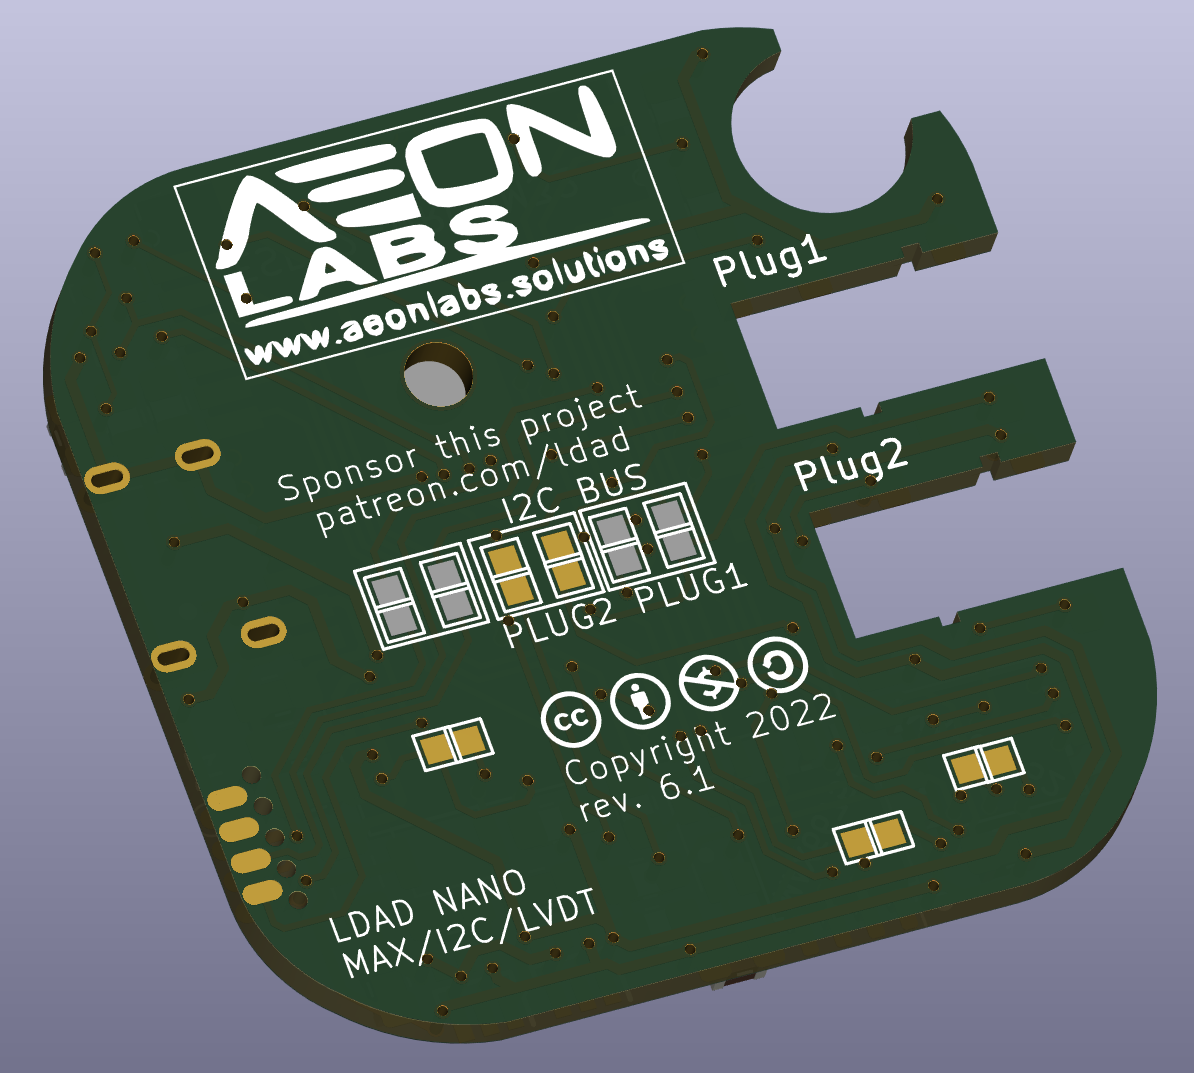 AEON
LABS
www.aeonlabs.solutions
Plug1
Sponsor this project
patreon.com/ldad
I2C BUS
Plug2
PLUG2 PLUG1
cc
$
Copyright 2022
rev. 6.1
LDAD NANO
MAX/I2C/LVDT